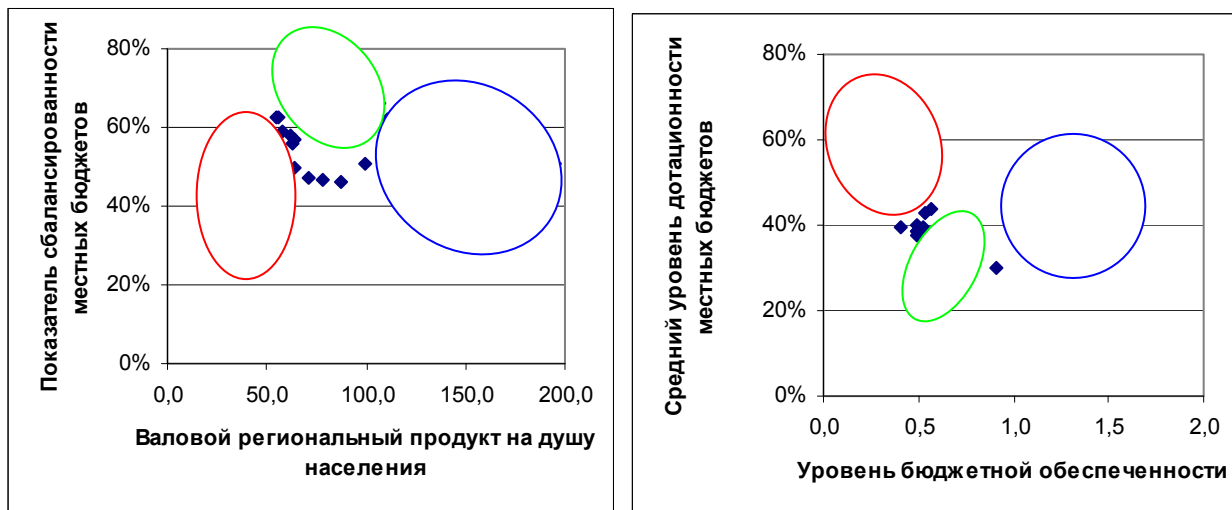 Показатель сбалансированности
местных бюджетов
80%
60%
40%
20%
0%
0,0 50,0 100,0 150,0 200,0
Валовой региональный продукт на душу
населения
Средний уровень дотационности
местных бюджетов
80%
60%
40%
20%
0%
0,0 0,5 1,0 1,5 2,0
Уровень бюджетной обеспеченности